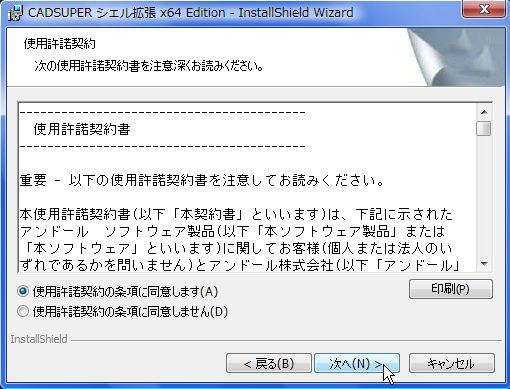 CADSUPER シエル拡張 x64 Edition - InstallShield Wizard
使用許諾契約
次の使用許諾契約書を注意深くお読みください。
----------------------------------------
使用許諾契約書
----------------------------------------
重要 - 以下の使用許諾契約書を注意してお読みください。
本使用許諾契約書(以下「本契約書」といいます)は、下記に示された
アンドール ソフトウェア製品(以下「本ソフトウェア製品」または
「本ソフトウェア」といいます)に関してお客様(個人または法人のい
ずれであるかを問いません)とアンドール株式会社(以下「アンドール」
使用許諾契約の条項に同意します(A)
使用許諾契約の条項に同意しません(D)
印刷(P)
InstallShield
< 戻る(B)
次へ(N) >
キャンセル